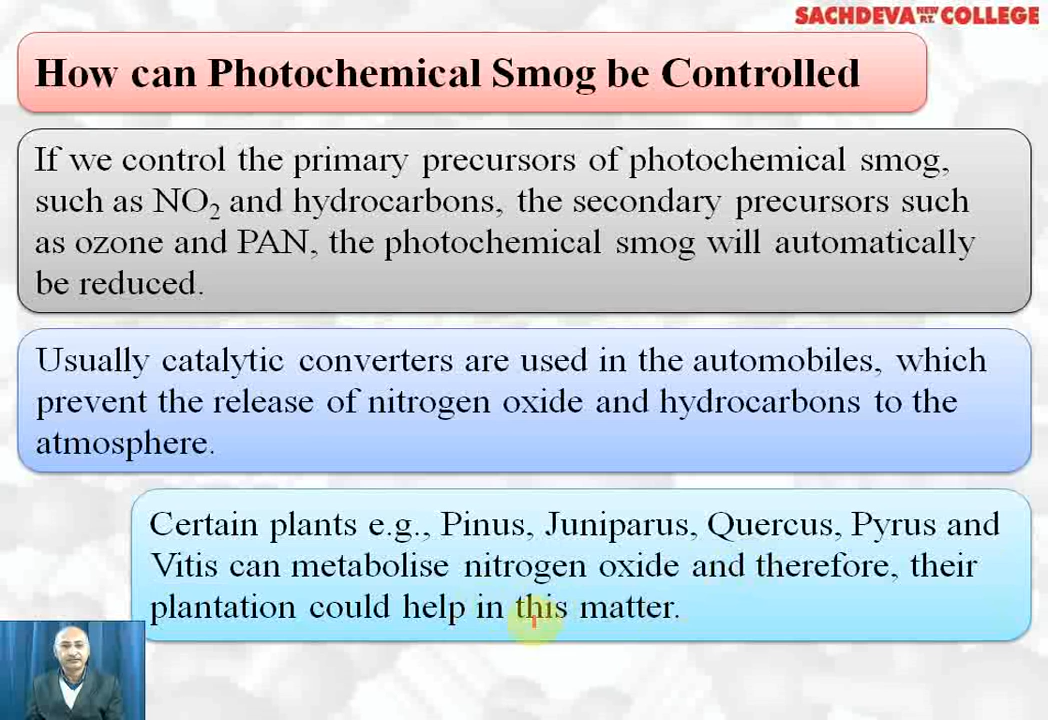 SACHDEVA NEW P.T. COLLEGE
How can Photochemical Smog be Controlled
If we control the primary precursors of photochemical smog,
such as NO₂ and hydrocarbons, the secondary precursors such
as ozone and PAN, the photochemical smog will automatically
be reduced.
Usually catalytic converters are used in the automobiles, which
prevent the release of nitrogen oxide and hydrocarbons to the
atmosphere.
Certain plants e.g., Pinus, Juniparus, Quercus, Pyrus and
Vitis can metabolise nitrogen oxide and therefore, their
plantation could help in this matter.